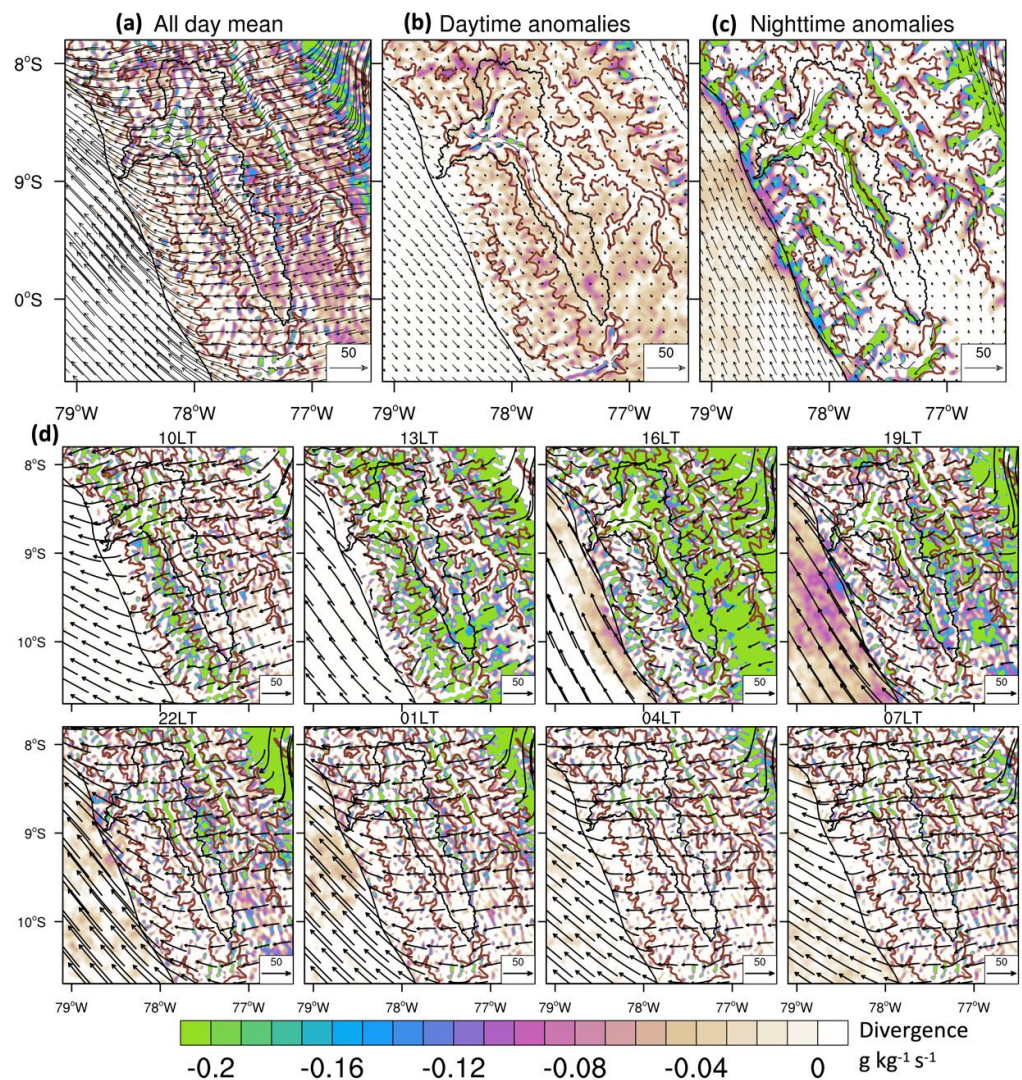 (a) All day mean (b) Daytime anomalies (c) Nighttime anomalies
8°S
9°S
0°S
50 50 50
79°W 78°W 77°W 79°W 78°W 77°W 79°W 78°W 77°W
(d) 10LT 13LT 16LT 19LT
8°S
9°S
10°S
50 50 50 50
22LT 01LT 04LT 07LT
8°S
9°S
10°S
50 50 50 50
79°W 78°W 77°W 79°W 78°W 77°W 79°W 78°W 77°W 79°W 78°W 77°W
Divergence
-0.2 -0.16 -0.12 -0.08 -0.04 0 g kg⁻¹ s⁻¹